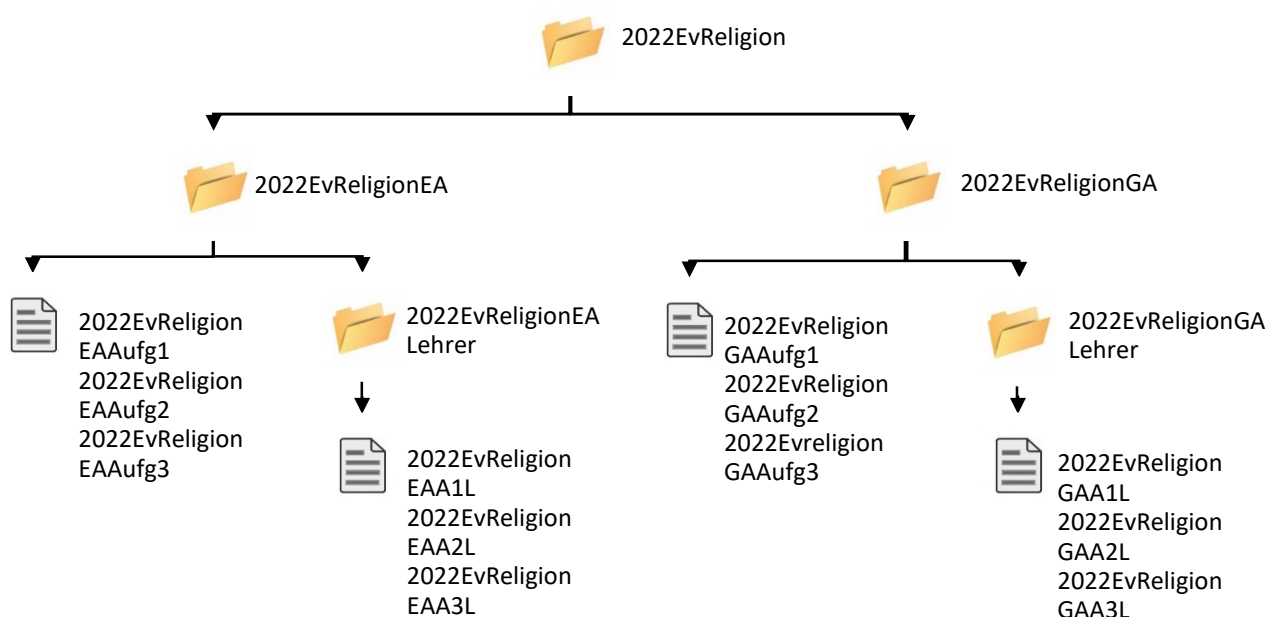 2022EvReligion
2022EvReligionEA
2022EvReligionGA
2022EvReligion
EAAufg1
2022EvReligion
EAAufg2
2022EvReligion
EAAufg3
2022EvReligionEA
Lehrer
2022EvReligion
EAA1L
2022EvReligion
EAA2L
2022EvReligion
EAA3L
2022EvReligion
GAAufg1
2022EvReligion
GAAufg2
2022Evreligion
GAAufg3
2022EvReligionGA
Lehrer
2022EvReligion
GAA1L
2022EvReligion
GAA2L
2022EvReligion
GAA3L